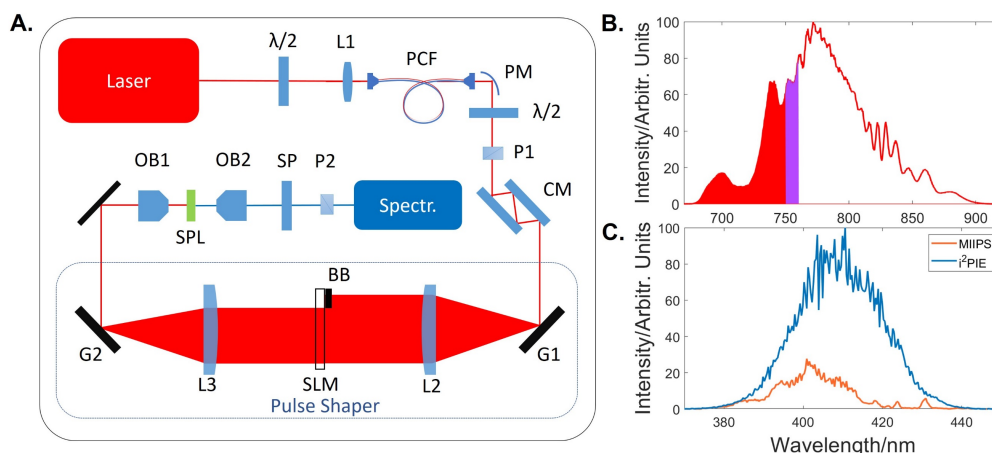 A.
Laser
λ/2
L1
PCF
PM
λ/2
P1
CM
OB1
OB2
SP
P2
SPL
Spectr.
BB
G2
G1
L3
SLM
L2
Pulse Shaper
B.
Intensity/Arbitr. Units
100
80
60
40
20
0
700
750
800
850
900
C.
Intensity/Arbitr. Units
100
80
60
40
20
0
MIIPS
i²PIE
380
400
420
440
Wavelength/nm